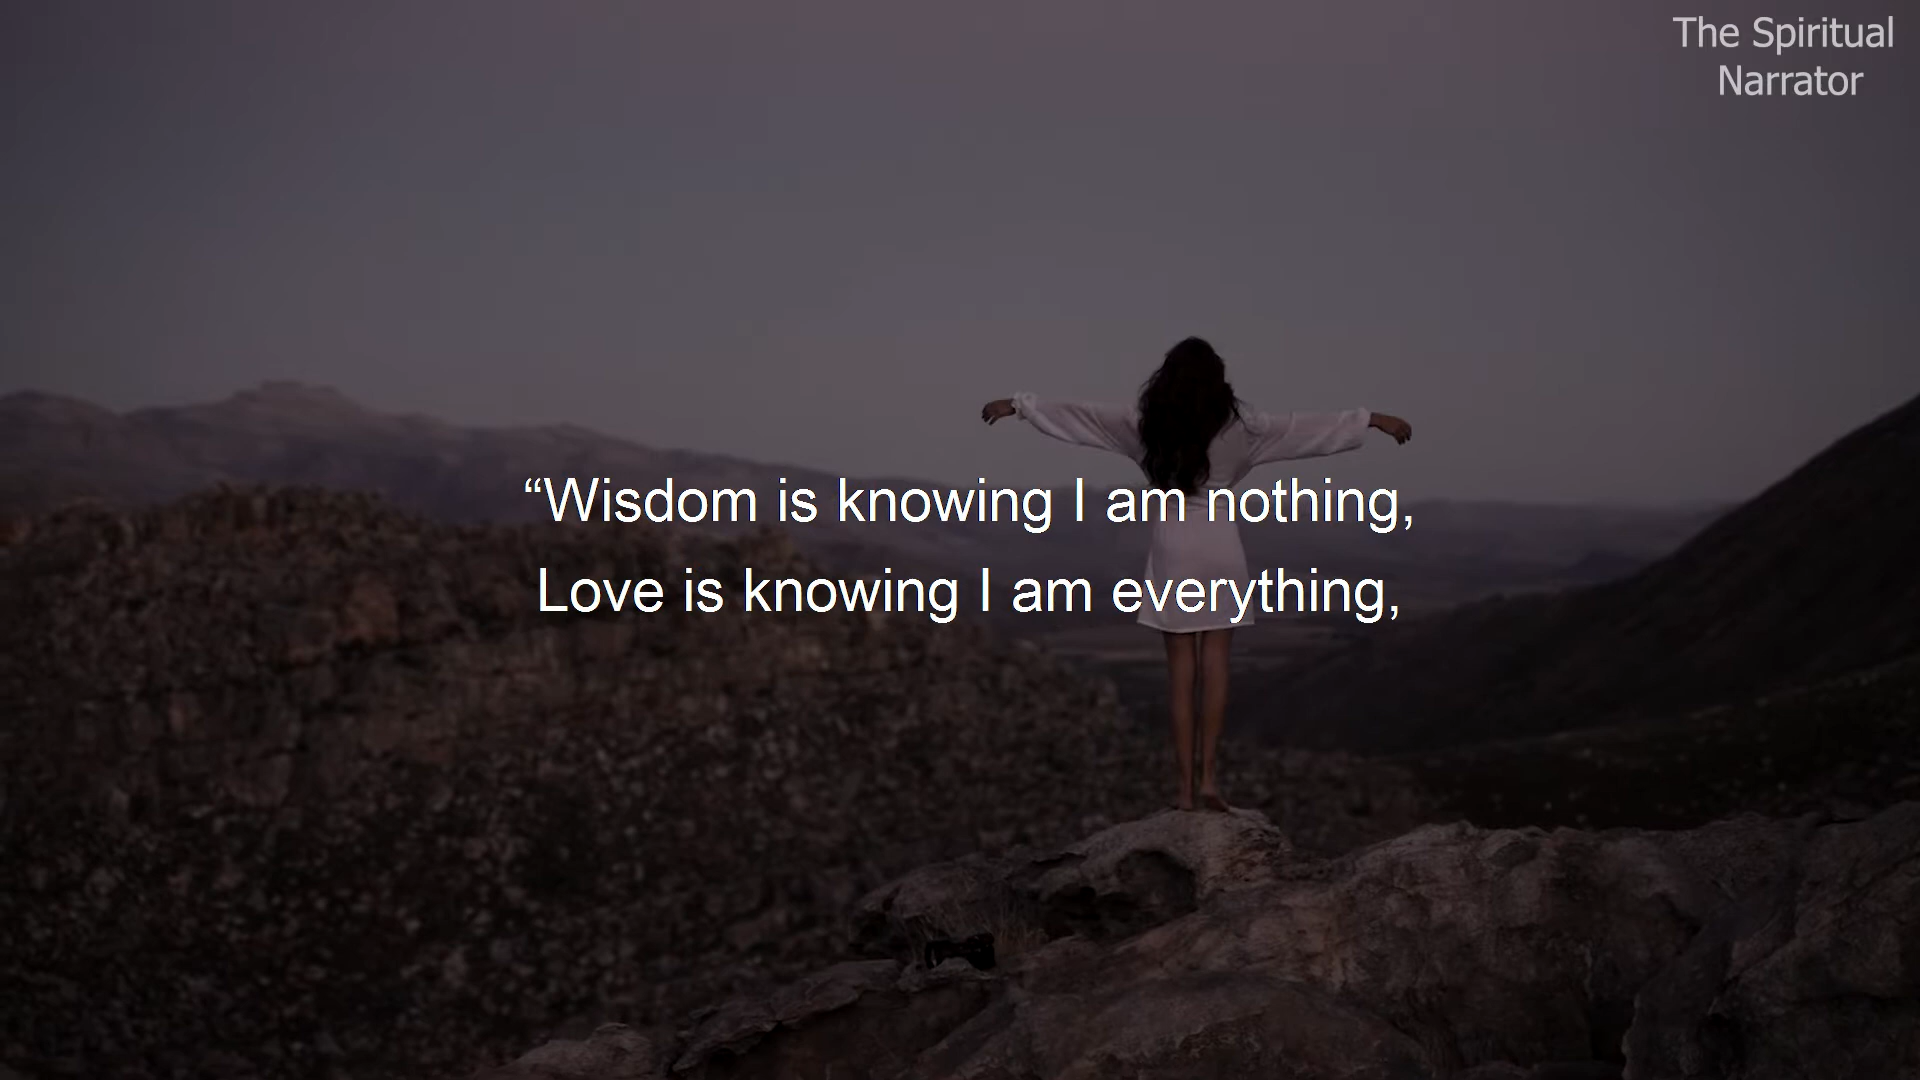 The Spiritual
Narrator
“Wisdom is knowing I am nothing,
Love is knowing I am everything,